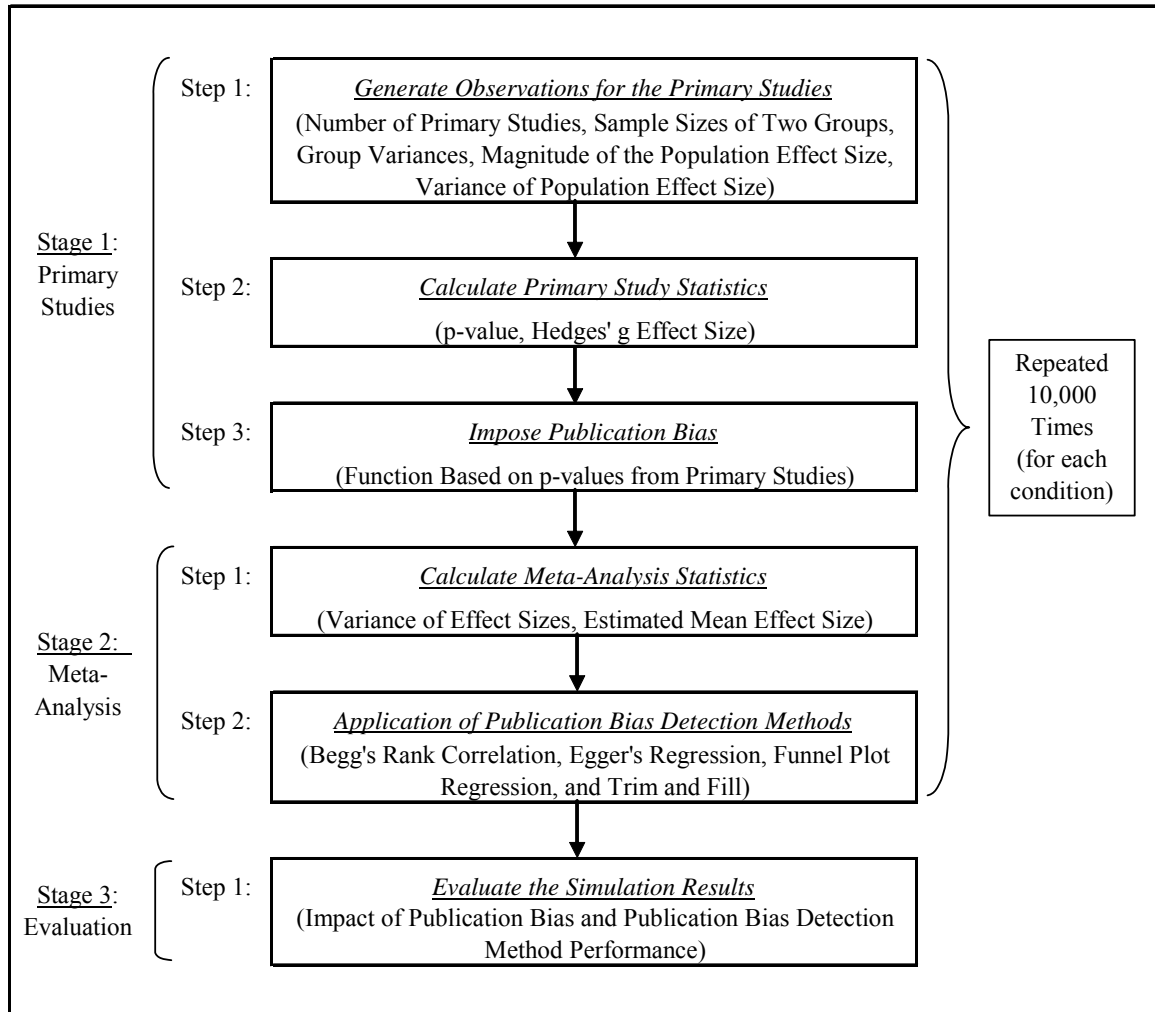 Step 1:
Generate Observations for the Primary Studies
(Number of Primary Studies, Sample Sizes of Two Groups,
Group Variances, Magnitude of the Population Effect Size,
Variance of Population Effect Size)
Stage 1:
Primary
Studies
Step 2:
Calculate Primary Study Statistics
(p-value, Hedges' g Effect Size)
Step 3:
Impose Publication Bias
(Function Based on p-values from Primary Studies)
Repeated
10,000
Times
(for each
condition)
Stage 2:
Meta-
Analysis
Step 1:
Calculate Meta-Analysis Statistics
(Variance of Effect Sizes, Estimated Mean Effect Size)
Step 2:
Application of Publication Bias Detection Methods
(Begg's Rank Correlation, Egger's Regression, Funnel Plot
Regression, and Trim and Fill)
Stage 3:
Evaluation
Step 1:
Evaluate the Simulation Results
(Impact of Publication Bias and Publication Bias Detection
Method Performance)